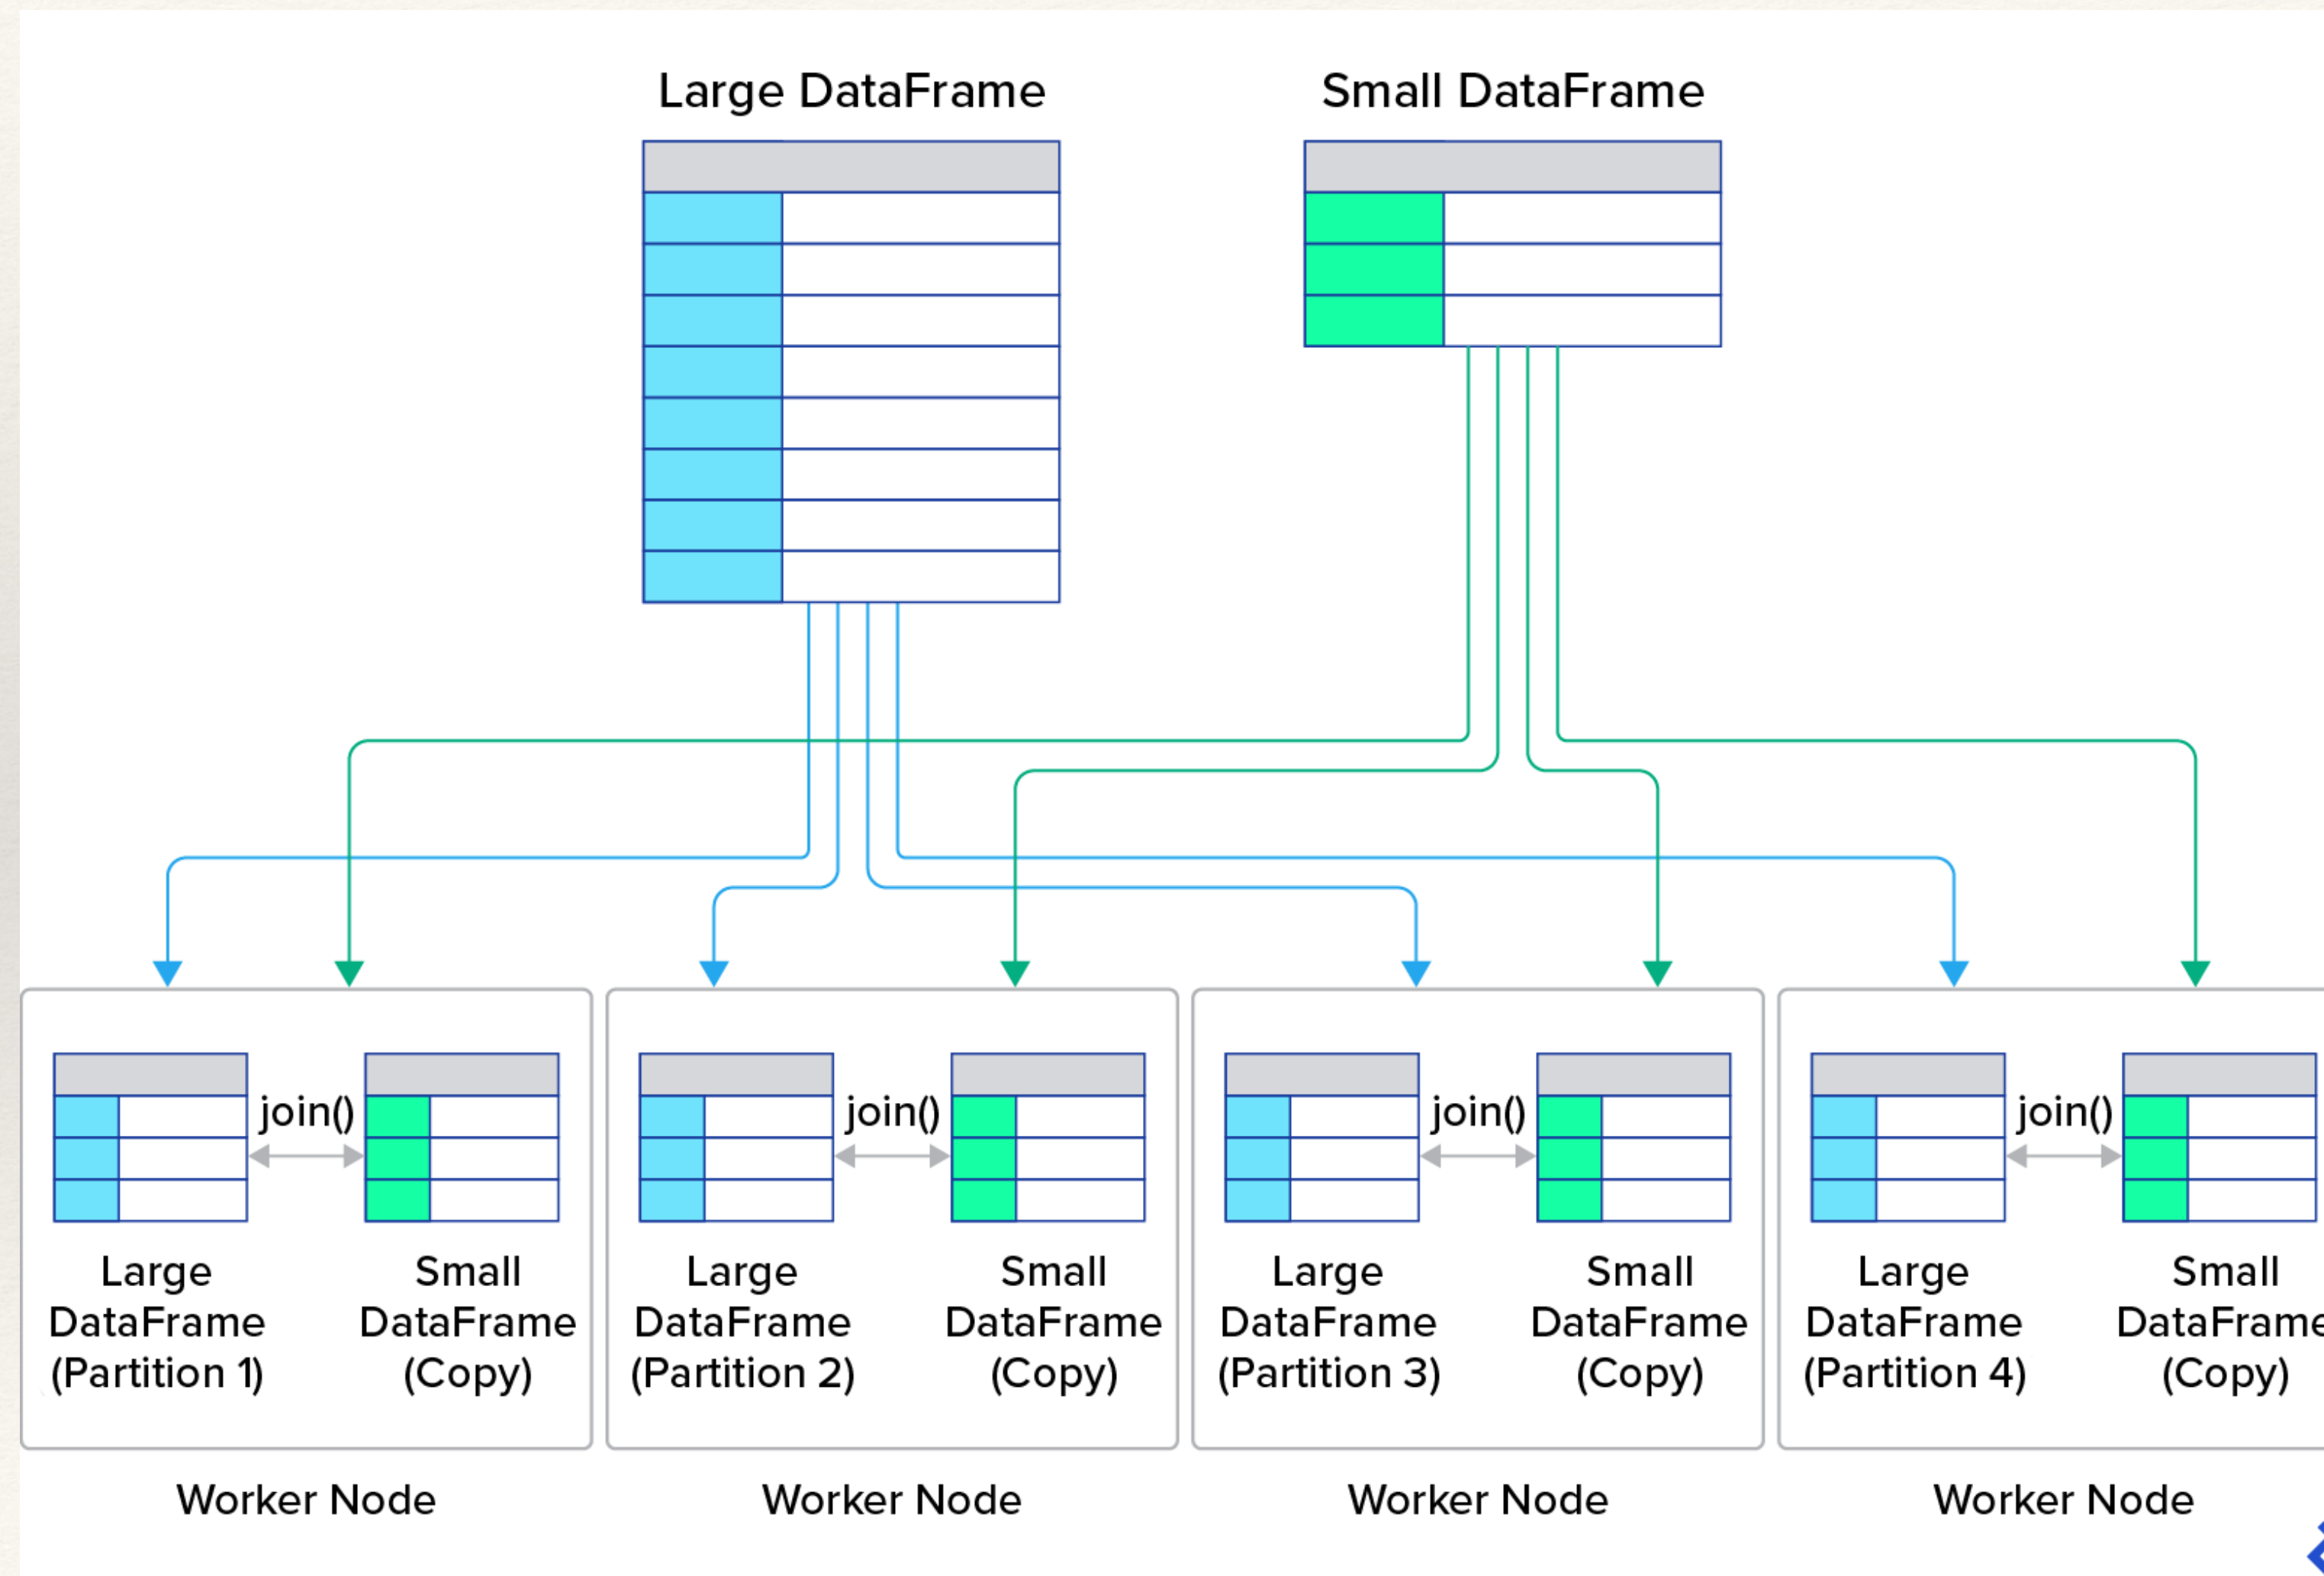 Large DataFrame
Small DataFrame
join()
Large
DataFrame
(Partition 1)
Small
DataFrame
(Copy)
Worker Node
join()
Large
DataFrame
(Partition 2)
Small
DataFrame
(Copy)
Worker Node
join()
Large
DataFrame
(Partition 3)
Small
DataFrame
(Copy)
Worker Node
join()
Large
DataFrame
(Partition 4)
Small
DataFrame
(Copy)
Worker Node